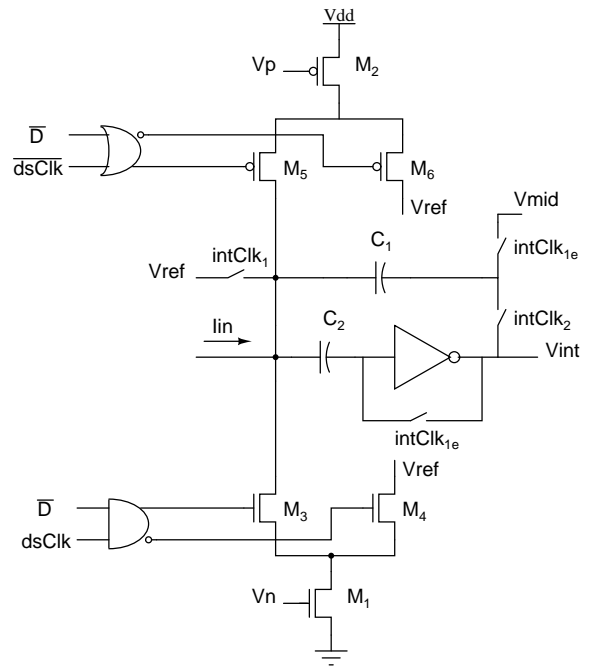 Vdd
Vp
M₂
D̅
d̅s̅C̅l̅k̅
M₅
M₆
Vref
Vmid
C₁
intClk₁
intClk₁ₑ
Vref
Iin
C₂
intClk₂
Vint
intClk₁ₑ
Vref
D̅
M₃
M₄
dsClk
Vn
M₁